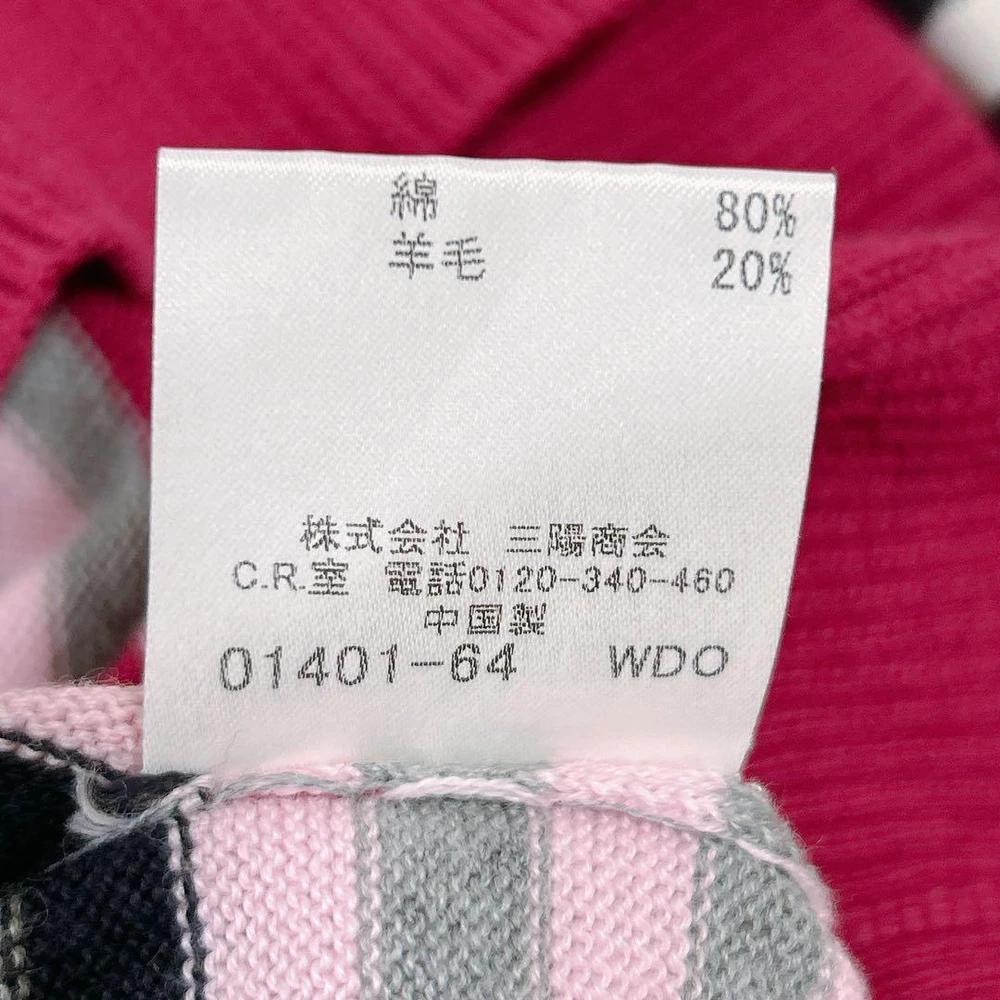 綿 80%
羊毛 20%
株式会社 三陽商会
C.R.室 電話0120-340-460
中国製
01401-64 WDO